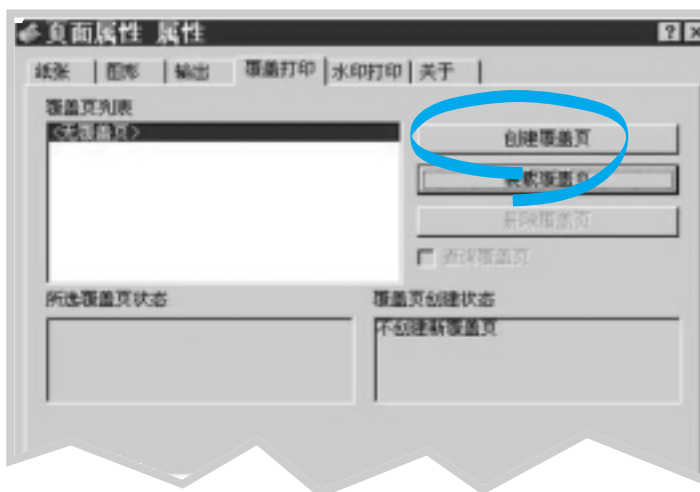 页面属性 属性
纸张 图形 输出 覆盖打印 水印打印 关于
覆盖页列表
<无覆盖页>
创建覆盖页
装载覆盖页
删除覆盖页
查询覆盖页
所选覆盖页状态
覆盖页创建状态
不创建新覆盖页